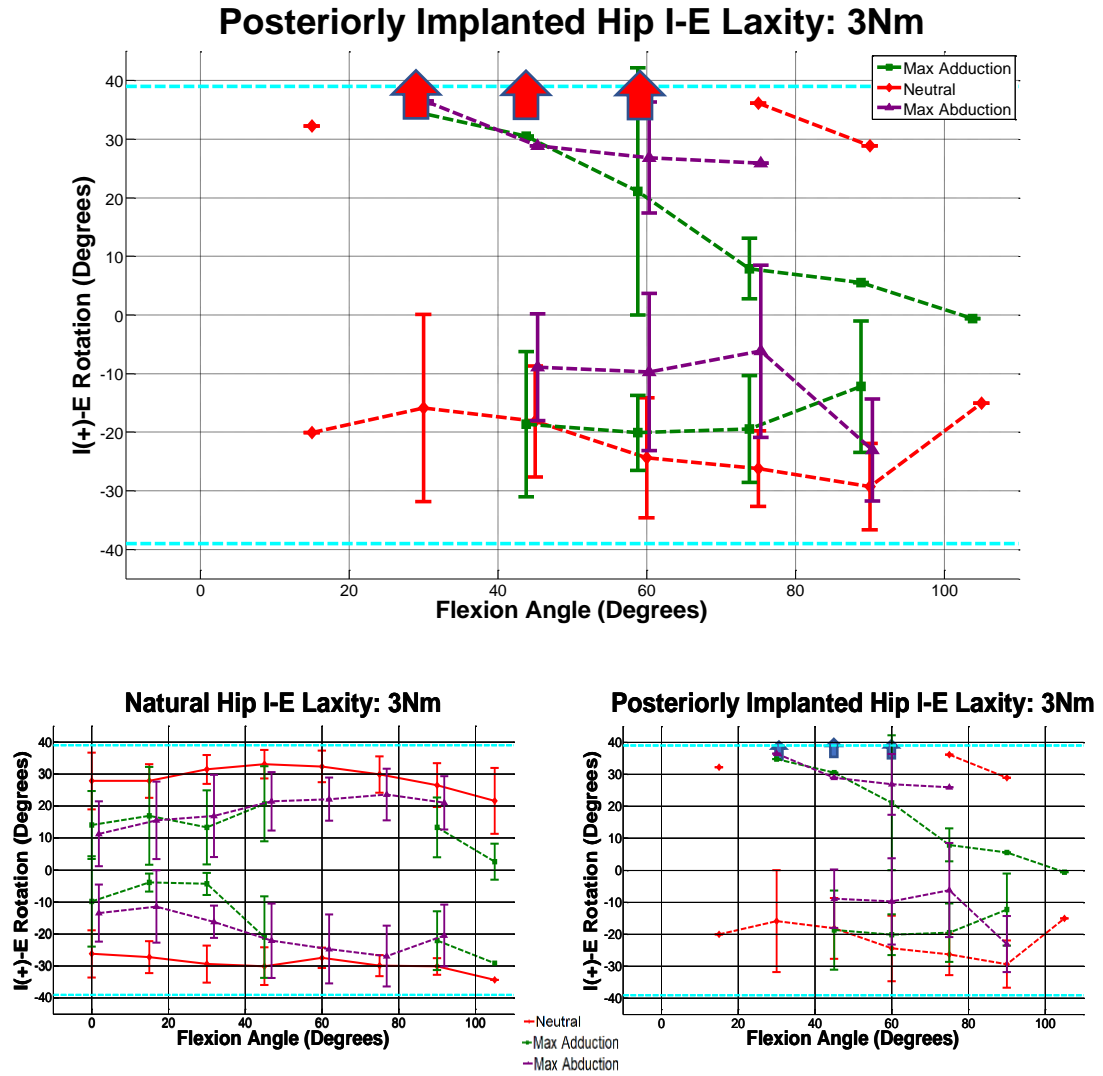 Posteriorly Implanted Hip I-E Laxity: 3Nm
Max Adduction
Neutral
Max Abduction
I(+)-E Rotation (Degrees)
40
30
20
10
0
-10
-20
-30
-40
0 20 40 60 80 100
Flexion Angle (Degrees)
Natural Hip I-E Laxity: 3Nm
I(+)-E Rotation (Degrees)
40
30
20
10
0
-10
-20
-30
-40
0 20 40 60 80 100
Flexion Angle (Degrees)
Neutral
Max Adduction
Max Abduction
Posteriorly Implanted Hip I-E Laxity: 3Nm
I(+)-E Rotation (Degrees)
40
30
20
10
0
-10
-20
-30
-40
0 20 40 60 80 100
Flexion Angle (Degrees)